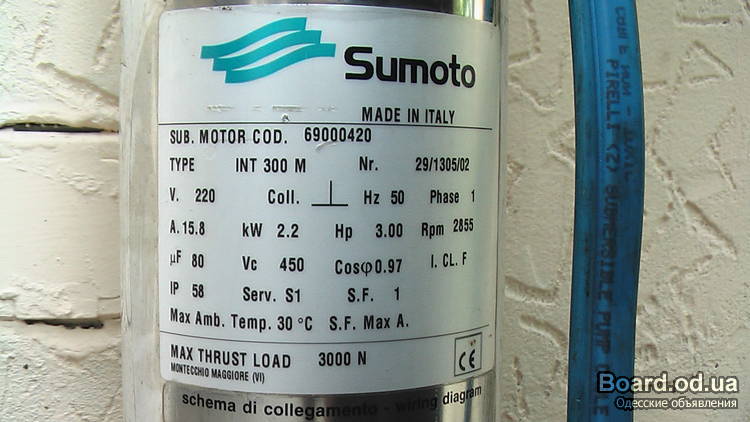 Sumoto
MADE IN ITALY
SUB. MOTOR COD. 69000420
TYPE INT 300 M Nr. 29/1305/02
V. 220 Coll. Hz 50 Phase 1
A. 15.8 kW 2.2 Hp 3.00 Rpm 2855
µF 80 Vc 450 Cosφ 0.97 I. CL. F
IP 58 Serv. S1 S.F. 1
Max Amb. Temp. 30 °C S.F. Max A.
MAX THRUST LOAD 3000 N
MONTECCHIO MAGGIORE (VI)
CE
schema di collegamento - wiring diagram
PIRELLI (2) SUBMERSIBLE PUMP
Board.od.ua
Одесские объявления